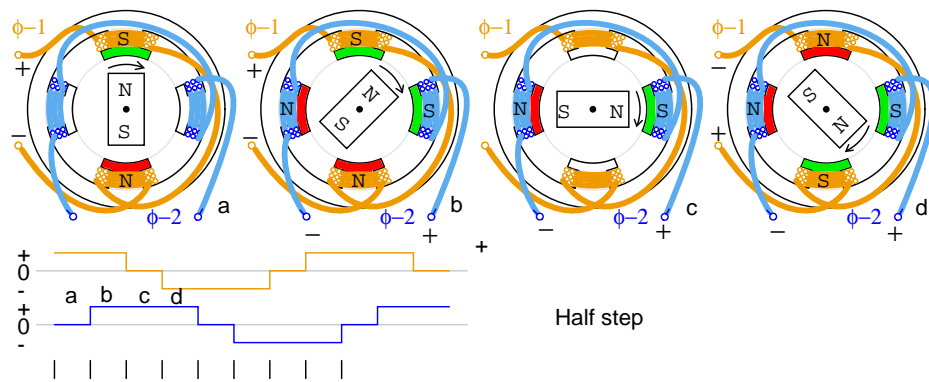 ϕ-1 ϕ-1 ϕ-1 ϕ-1
S S N
+ + - 
N N N N N
N S N S S S N S S
S S N
- - +
N N S
a b c d
ϕ-2 ϕ-2 ϕ-2 ϕ-2
- + - + - +
+
+
0
-
a b c d
+
0
-
Half step